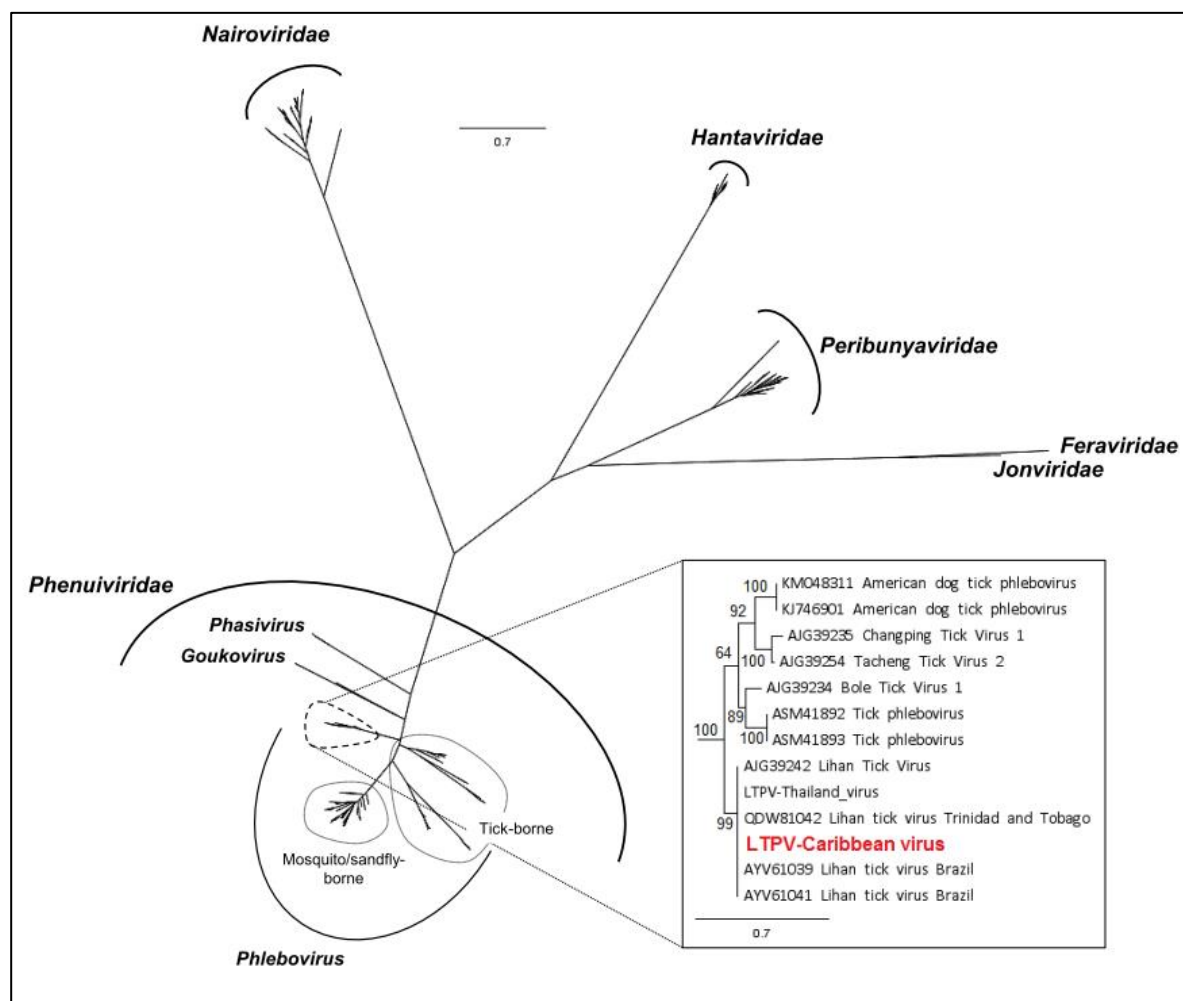 Nairoviridae
0.7
Hantaviridae
Peribunyaviridae
Feraviridae
Jonviridae
Phenuiviridae
Phasivirus
Goukovirus
Tick-borne
Mosquito/sandfly-
borne
Phlebovirus
100
KM048311 American dog tick phlebovirus
92
KJ746901 American dog tick phlebovirus
AJG39235 Changping Tick Virus 1
64
100
AJG39254 Tacheng Tick Virus 2
AJG39234 Bole Tick Virus 1
89
ASM41892 Tick phlebovirus
100
100
ASM41893 Tick phlebovirus
AJG39242 Lihan Tick Virus
LTPV-Thailand_virus
99
QDW81042 Lihan tick virus Trinidad and Tobago
LTPV-Caribbean virus
AYV61039 Lihan tick virus Brazil
AYV61041 Lihan tick virus Brazil
0.7